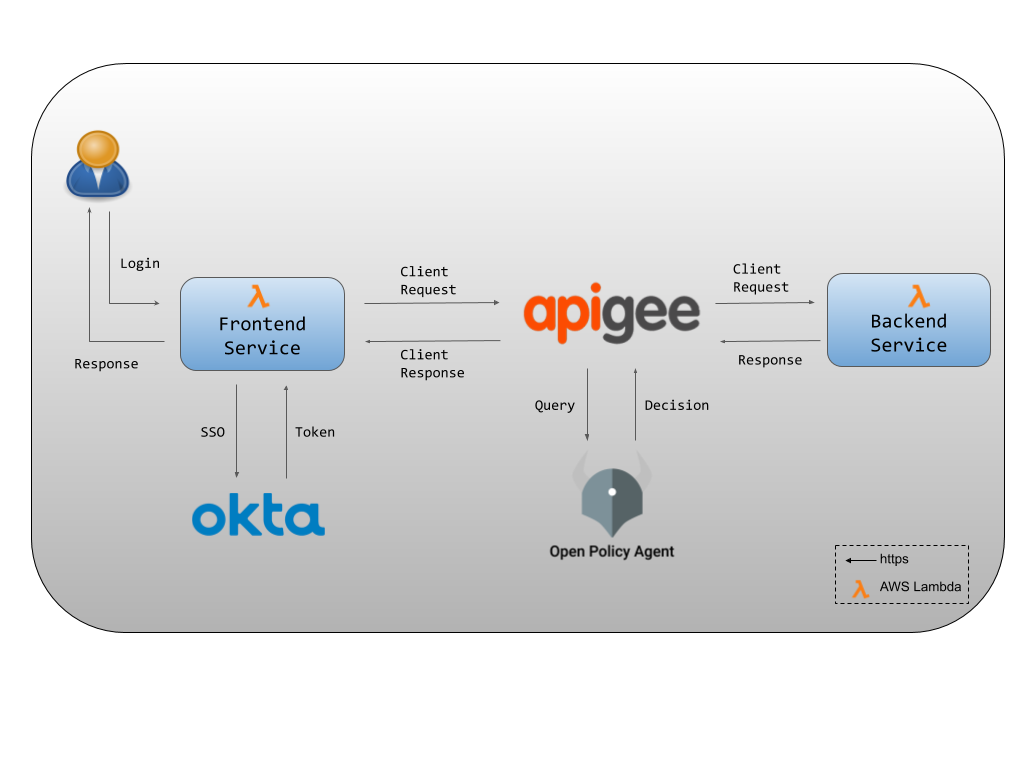 Login
Response
λ
Frontend
Service
Client
Request
Client
Response
apigee
Client
Request
Response
λ
Backend
Service
SSO
Token
okta
Query
Decision
Open Policy Agent
https
λ AWS Lambda